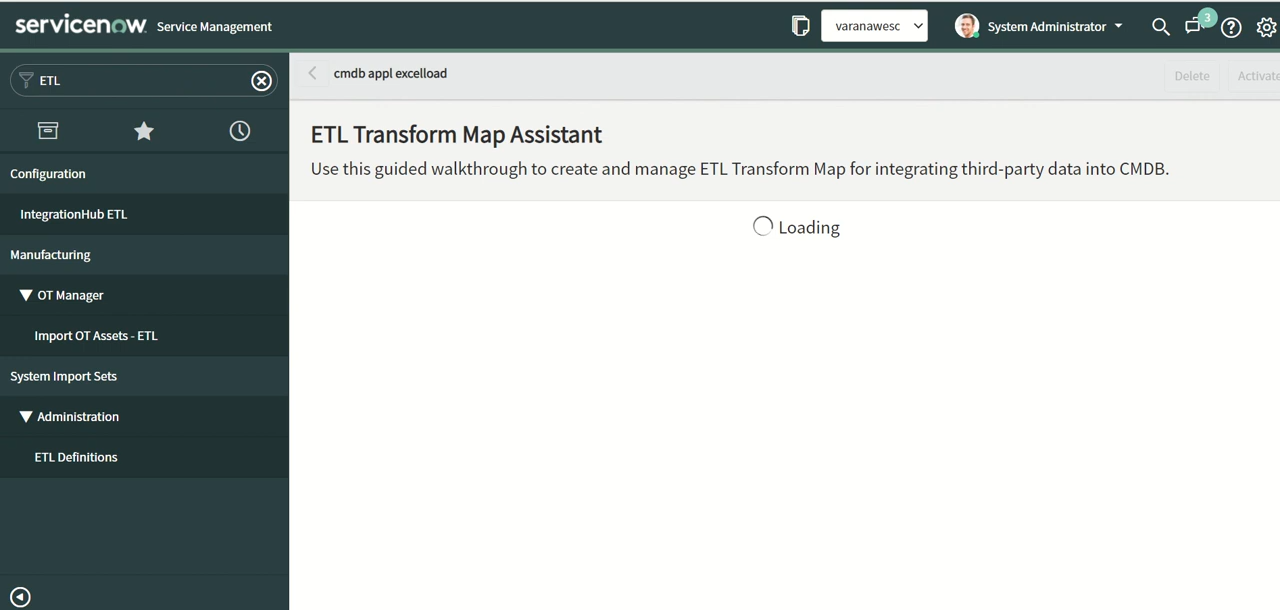 servicenow Service Management
varanawesc
System Administrator
3
ETL
cmdb appl excelload
Delete
Activate
ETL Transform Map Assistant
Use this guided walkthrough to create and manage ETL Transform Map for integrating third-party data into CMDB.
Loading
Configuration
IntegrationHub ETL
Manufacturing
OT Manager
Import OT Assets - ETL
System Import Sets
Administration
ETL Definitions